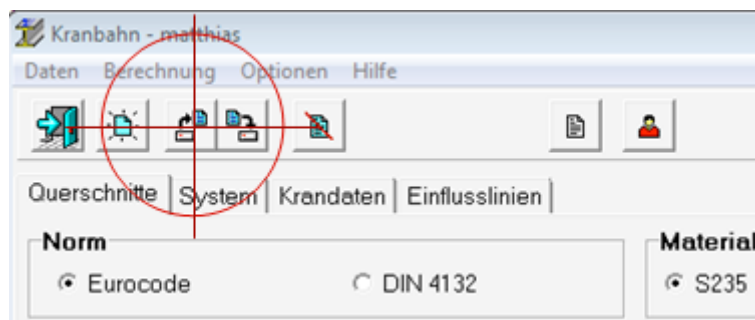 Kranbahn - matthias
Daten Berechnung Optionen Hilfe
Querschnitte System Krandaten Einflusslinien
Norm Material
Eurocode DIN 4132 S235